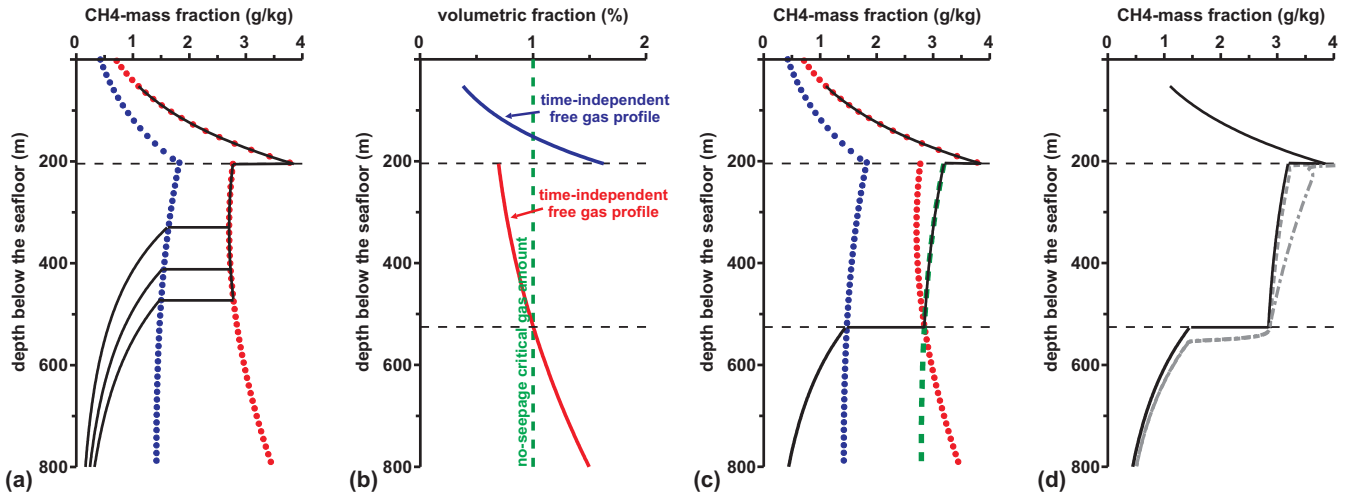 CH4-mass fraction (g/kg)
0 1 2 3 4
depth below the seafloor (m)
0
200
400
600
800
(a)
volumetric fraction (%)
0 1 2
depth below the seafloor (m)
0
200
400
600
800
time-independent
free gas profile
time-independent
free gas profile
no-seepage critical gas amount
(b)
CH4-mass fraction (g/kg)
0 1 2 3 4
depth below the seafloor (m)
0
200
400
600
800
(c)
CH4-mass fraction (g/kg)
0 1 2 3 4
depth below the seafloor (m)
0
200
400
600
800
(d)